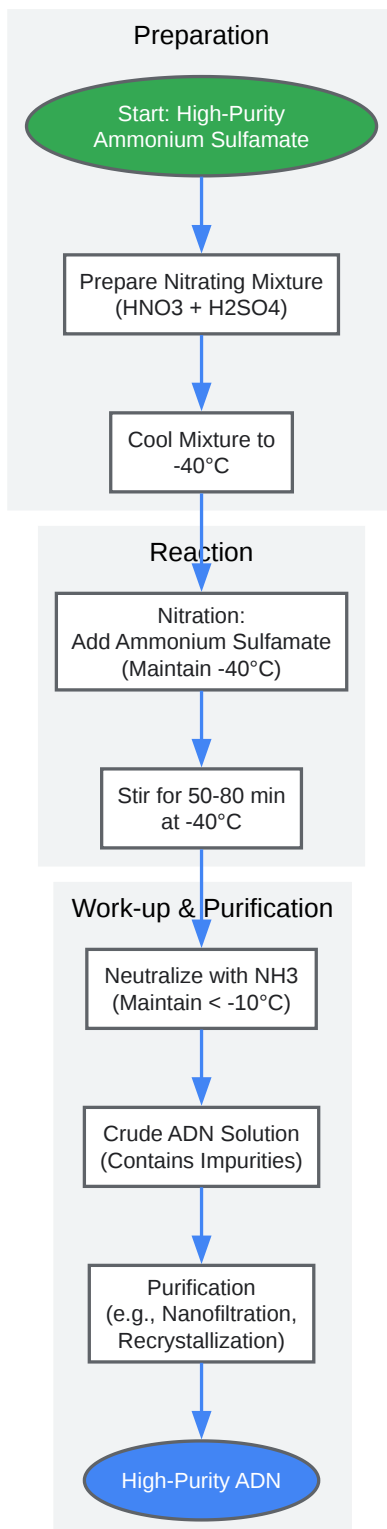 Preparation
Start: High-Purity
Ammonium Sulfamate
Prepare Nitrating Mixture
(HNO3 + H2SO4)
Cool Mixture to
-40°C
Reaction
Nitration:
Add Ammonium Sulfamate
(Maintain -40°C)
Stir for 50-80 min
at -40°C
Work-up & Purification
Neutralize with NH3
(Maintain < -10°C)
Crude ADN Solution
(Contains Impurities)
Purification
(e.g., Nanofiltration,
Recrystallization)
High-Purity ADN